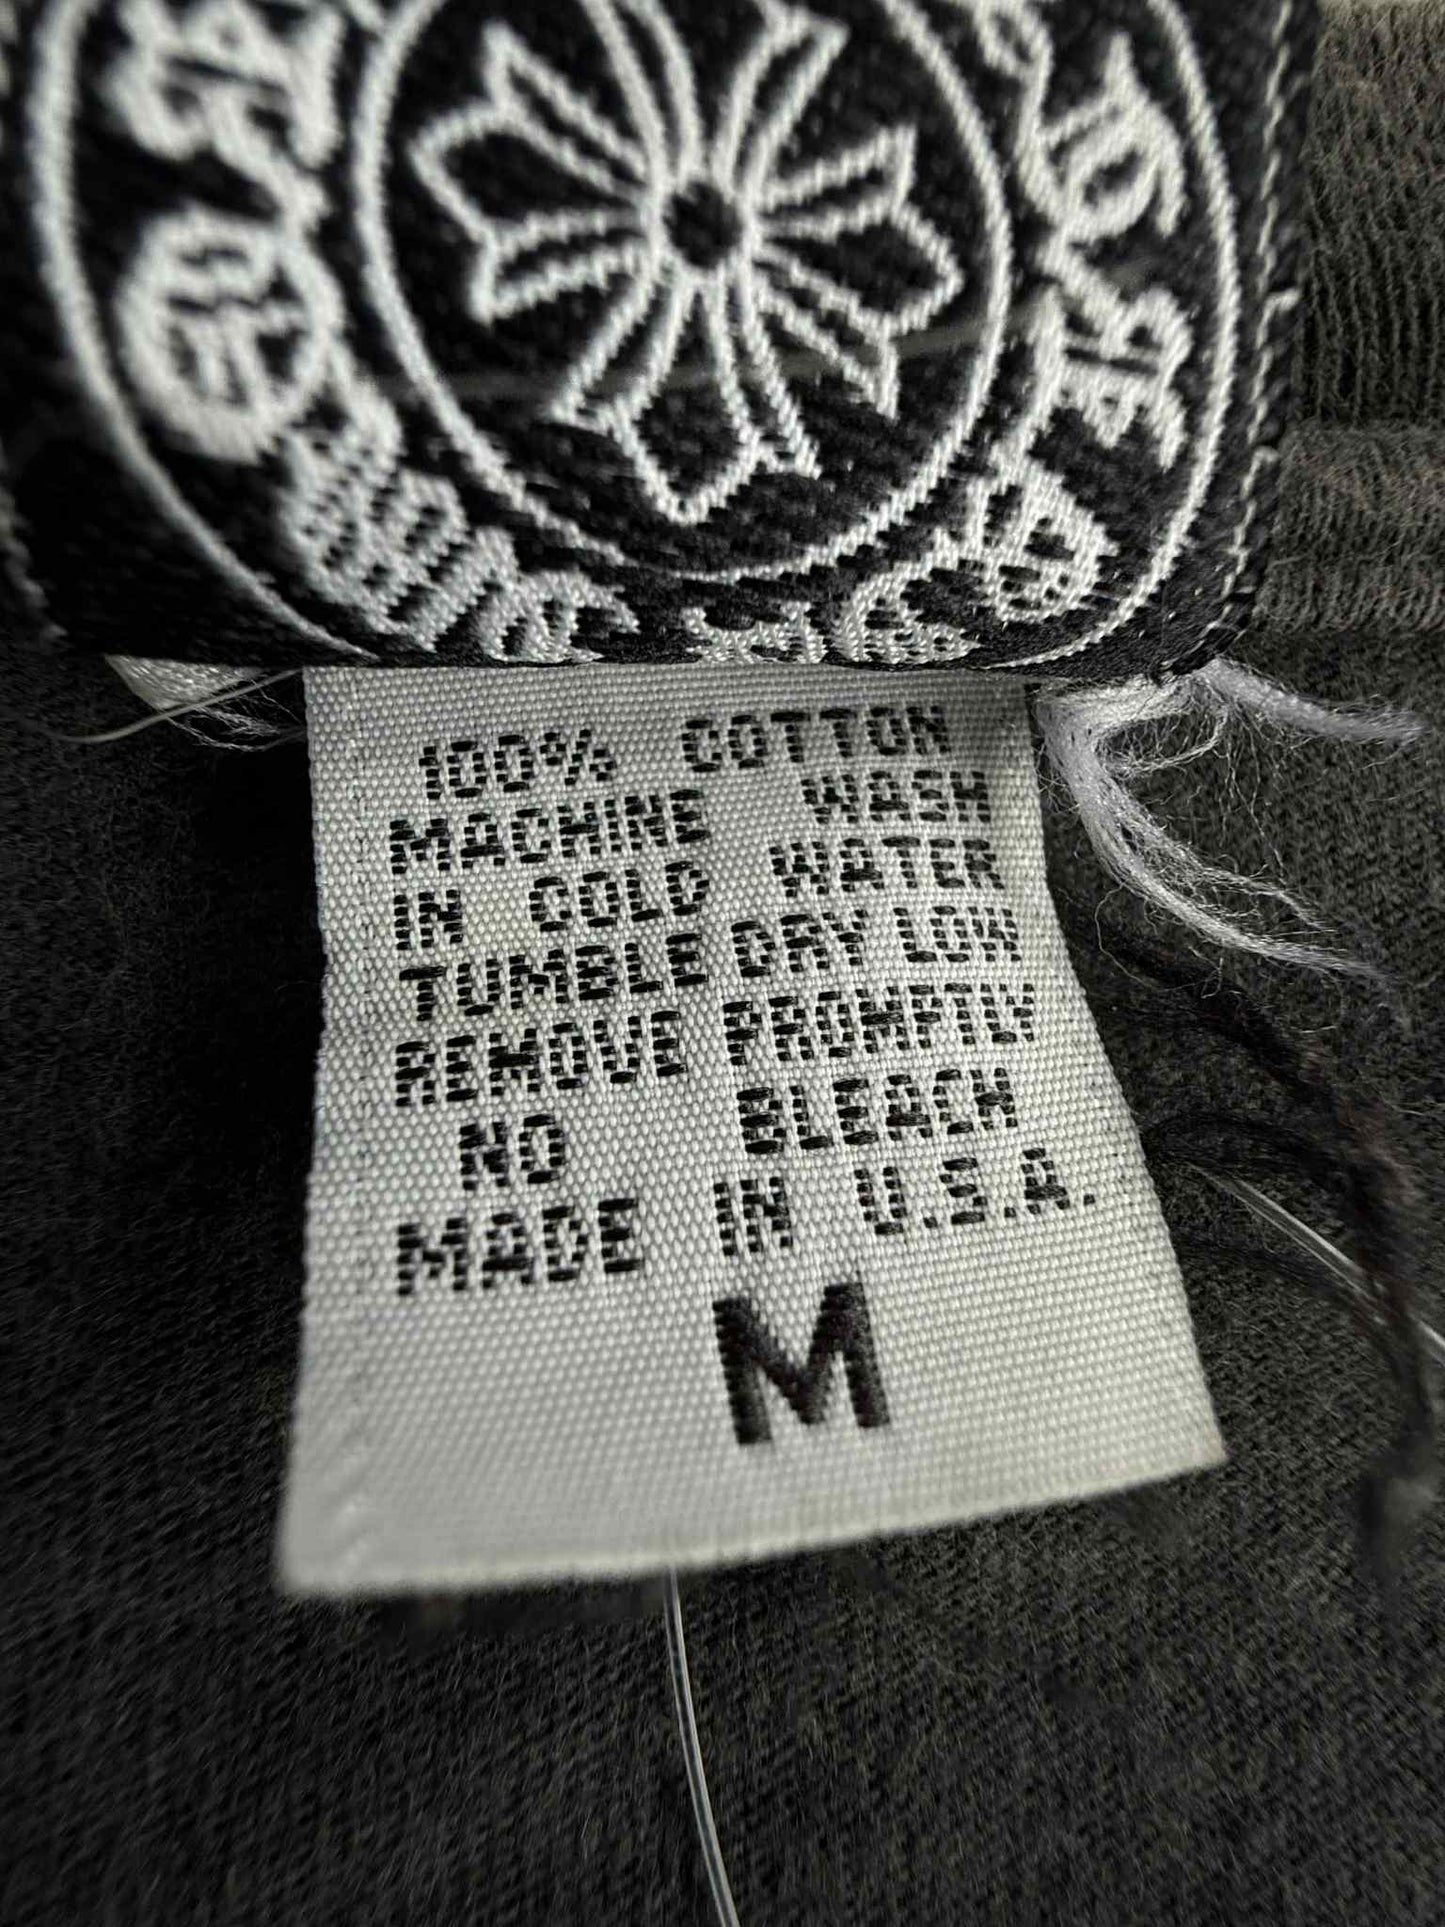 100% COTTON
MACHINE WASH
IN COLD WATER
TUMBLE DRY LOW
REMOVE PROMPTLY
NO BLEACH
MADE IN U.S.A.
M